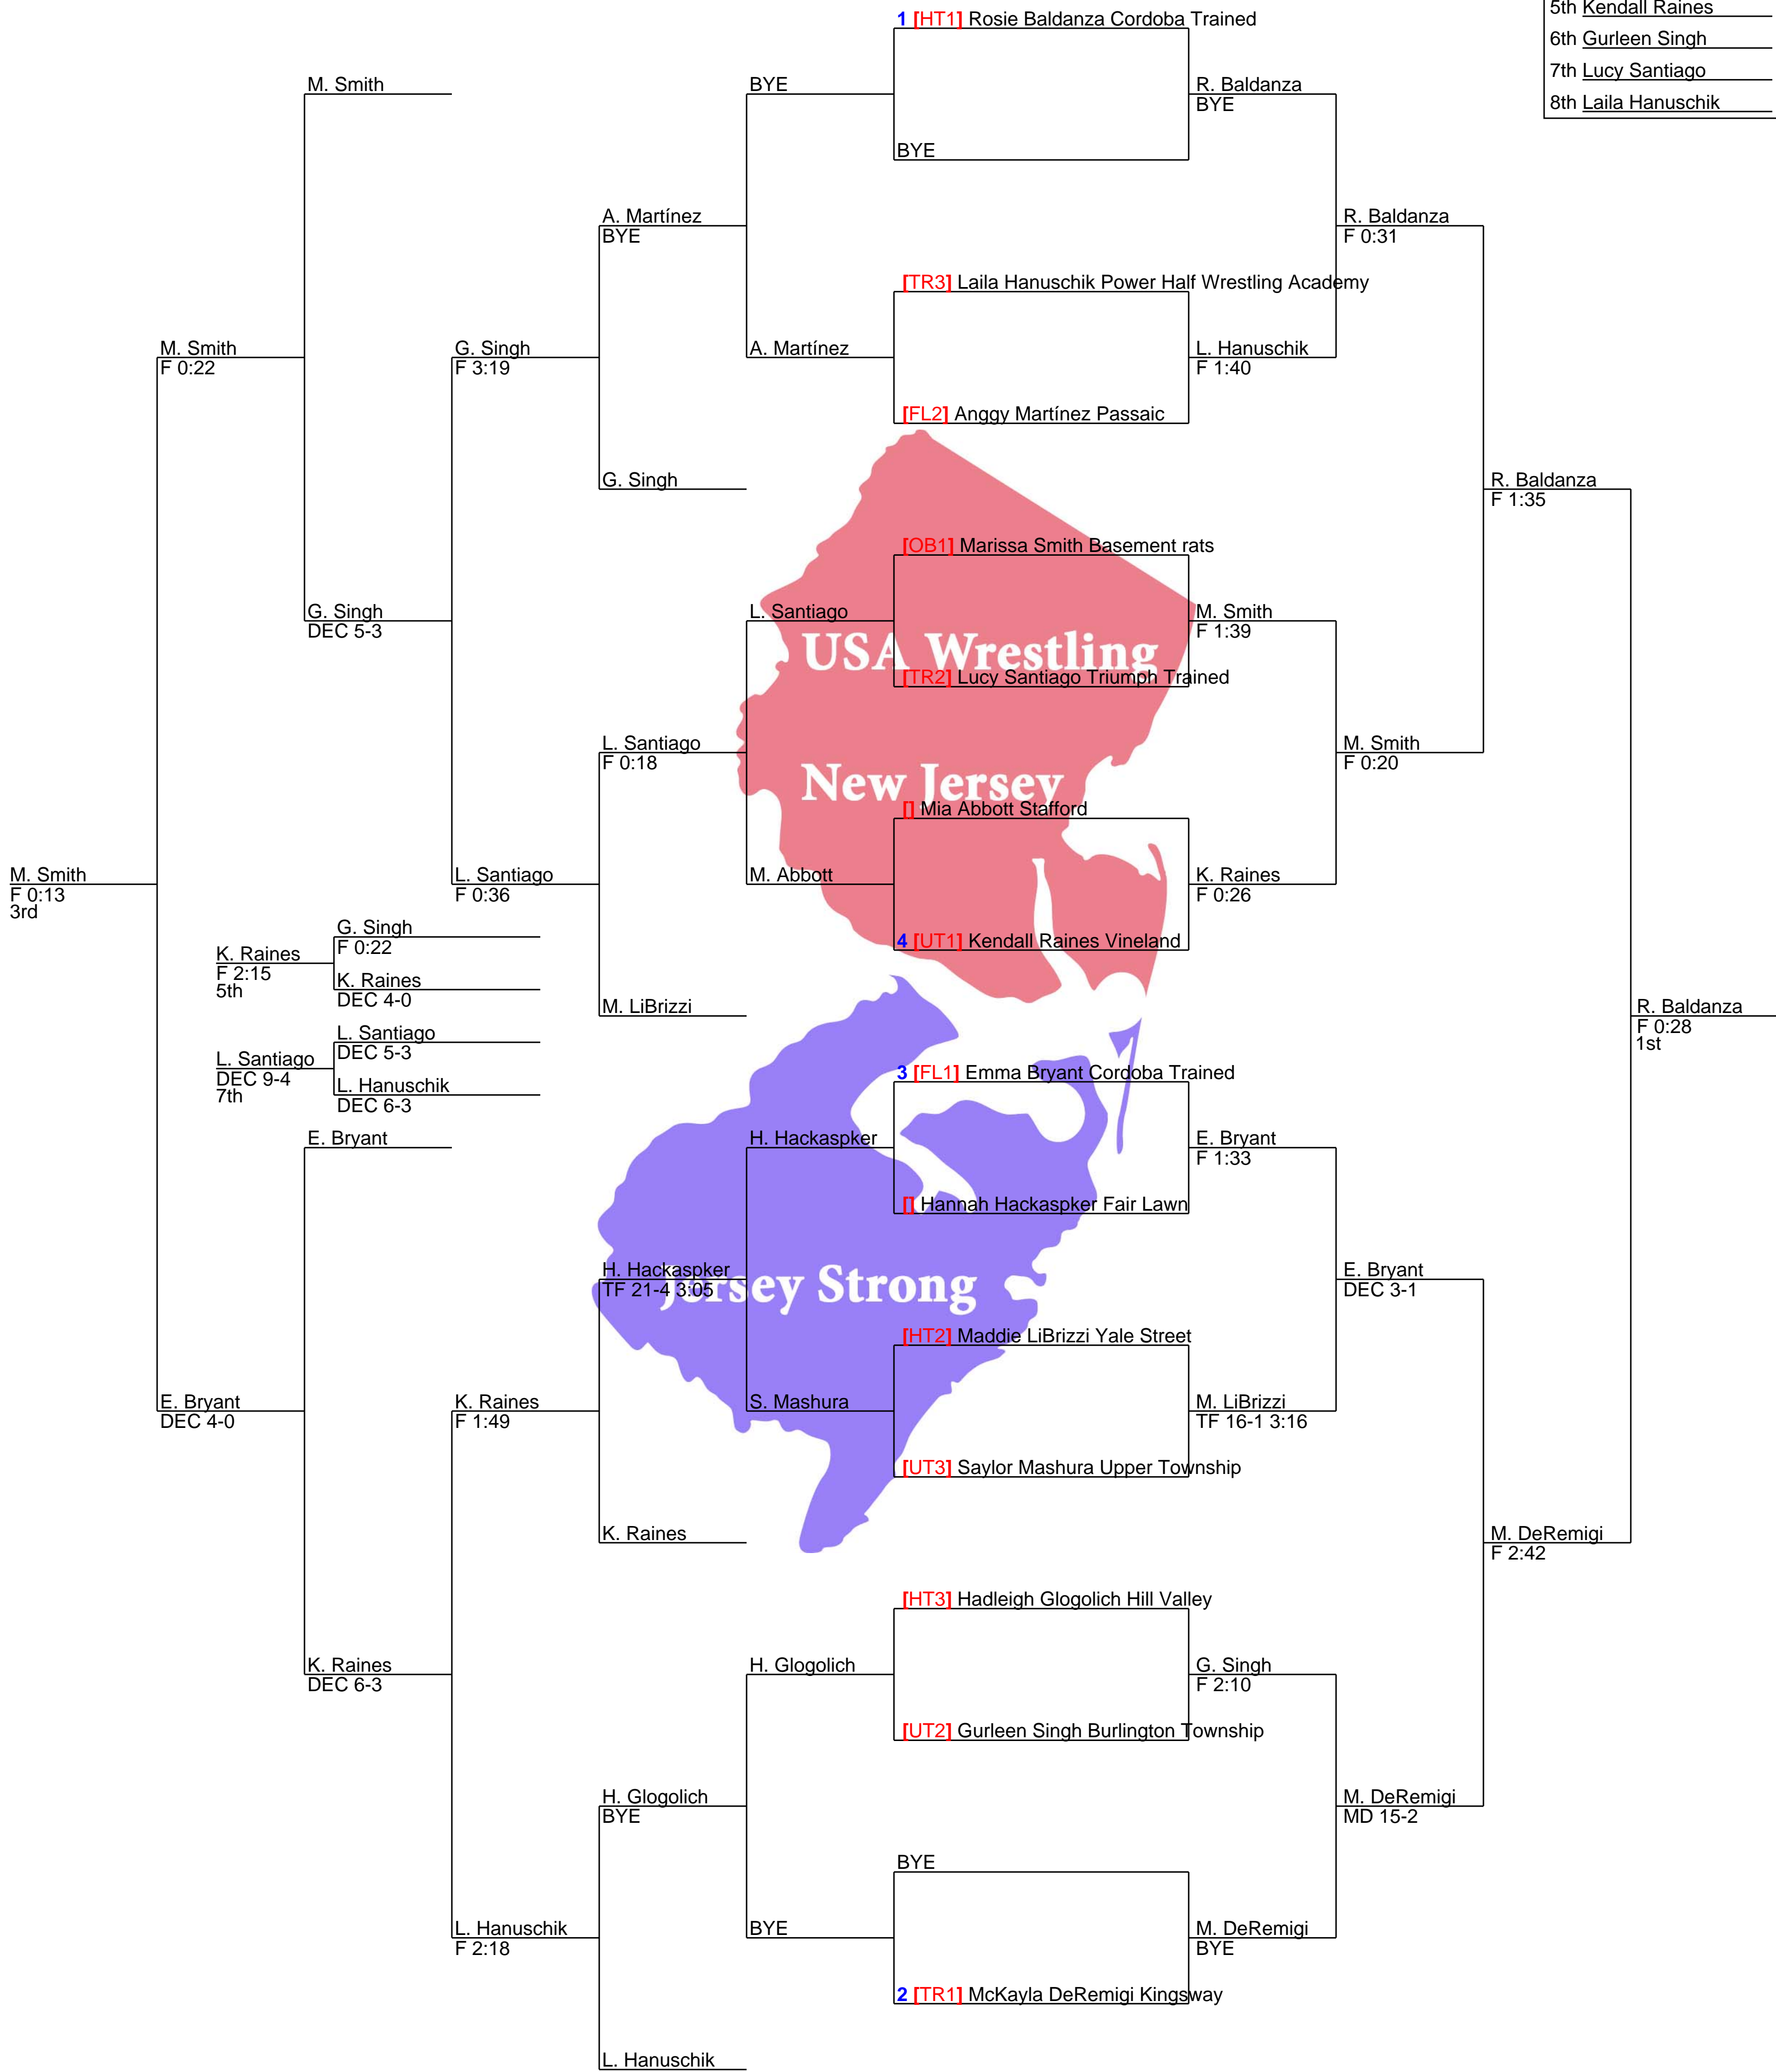 1 [HT1] Rosie Baldanza Cordoba Trained
5th Kendall Raines
6th Gurleen Singh
7th Lucy Santiago
8th Laila Hanuschik
M. Smith
BYE
R. Baldanza
BYE
BYE
A. Martínez
BYE
R. Baldanza
F 0:31
[TR3] Laila Hanuschik Power Half Wrestling Academy
M. Smith
F 0:22
G. Singh
F 3:19
A. Martínez
L. Hanuschik
F 1:40
[FL2] Anggy Martínez Passaic
G. Singh
R. Baldanza
F 1:35
[OB1] Marissa Smith Basement rats
G. Singh
DEC 5-3
L. Santiago
M. Smith
F 1:39
USA Wrestling
[TR2] Lucy Santiago Triumph Trained
L. Santiago
F 0:18
M. Smith
F 0:20
New Jersey
[] Mia Abbott Stafford
M. Smith
F 0:13
3rd
L. Santiago
F 0:36
M. Abbott
K. Raines
F 0:26
4 [UT1] Kendall Raines Vineland
G. Singh
F 0:22
K. Raines
F 2:15
5th
K. Raines
DEC 4-0
M. LiBrizzi
R. Baldanza
F 0:28
1st
L. Santiago
DEC 5-3
L. Santiago
DEC 9-4
7th
L. Hanuschik
DEC 6-3
3 [FL1] Emma Bryant Cordoba Trained
E. Bryant
H. Hackaspker
E. Bryant
F 1:33
[] Hannah Hackaspker Fair Lawn
H. Hackaspker
TF 21-4 3:05
Jersey Strong
E. Bryant
DEC 3-1
[HT2] Maddie LiBrizzi Yale Street
E. Bryant
DEC 4-0
K. Raines
F 1:49
S. Mashura
M. LiBrizzi
TF 16-1 3:16
[UT3] Saylor Mashura Upper Township
K. Raines
M. DeRemigi
F 2:42
[HT3] Hadleigh Glogolich Hill Valley
K. Raines
DEC 6-3
H. Glogolich
G. Singh
F 2:10
[UT2] Gurleen Singh Burlington Township
H. Glogolich
BYE
M. DeRemigi
MD 15-2
BYE
L. Hanuschik
F 2:18
BYE
M. DeRemigi
BYE
2 [TR1] McKayla DeRemigi Kingsway
L. Hanuschik